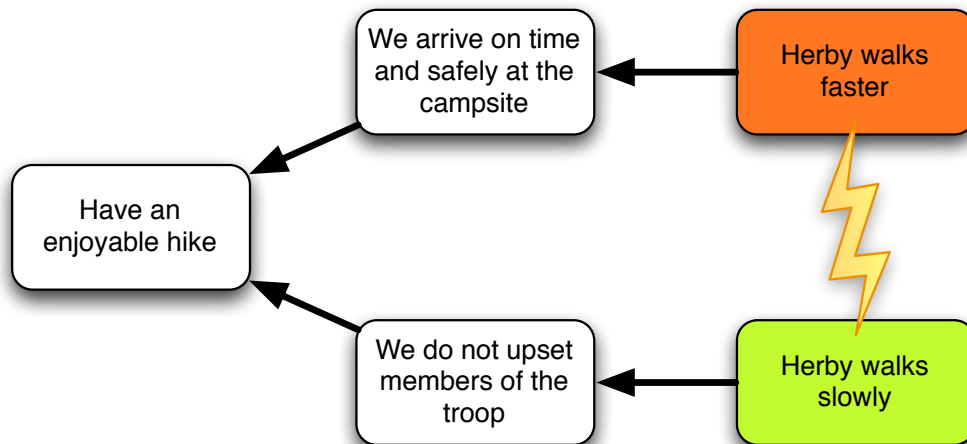 We arrive on time
and safely at the
campsite
Herby walks
faster
Have an
enjoyable hike
We do not upset
members of the
troop
Herby walks
slowly